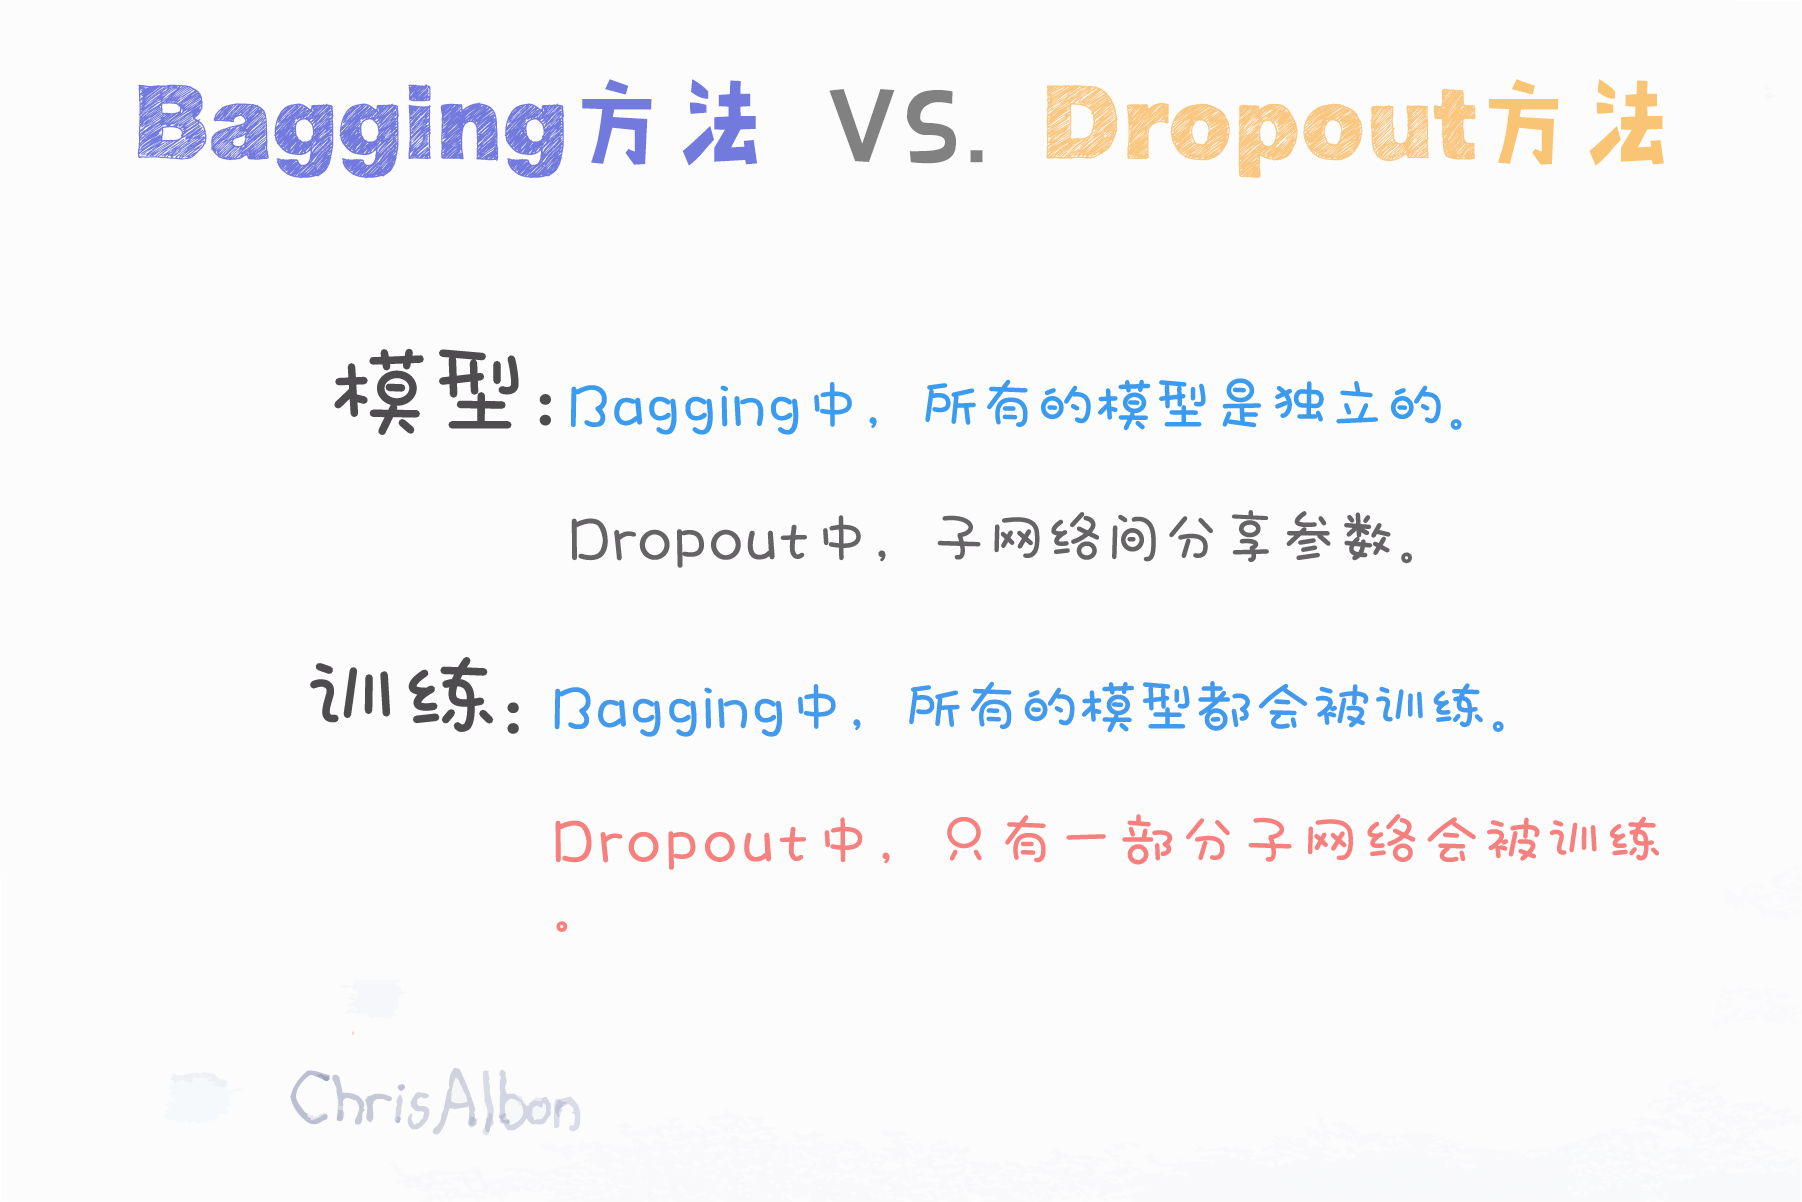 Bagging方法 VS. Dropout方法
模型:Bagging中，所有的模型是独立的。
Dropout中，子网络间分享参数。
训练:Bagging中，所有的模型都会被训练。
Dropout中，只有一部分子网络会被训练
。
ChrisAlbon